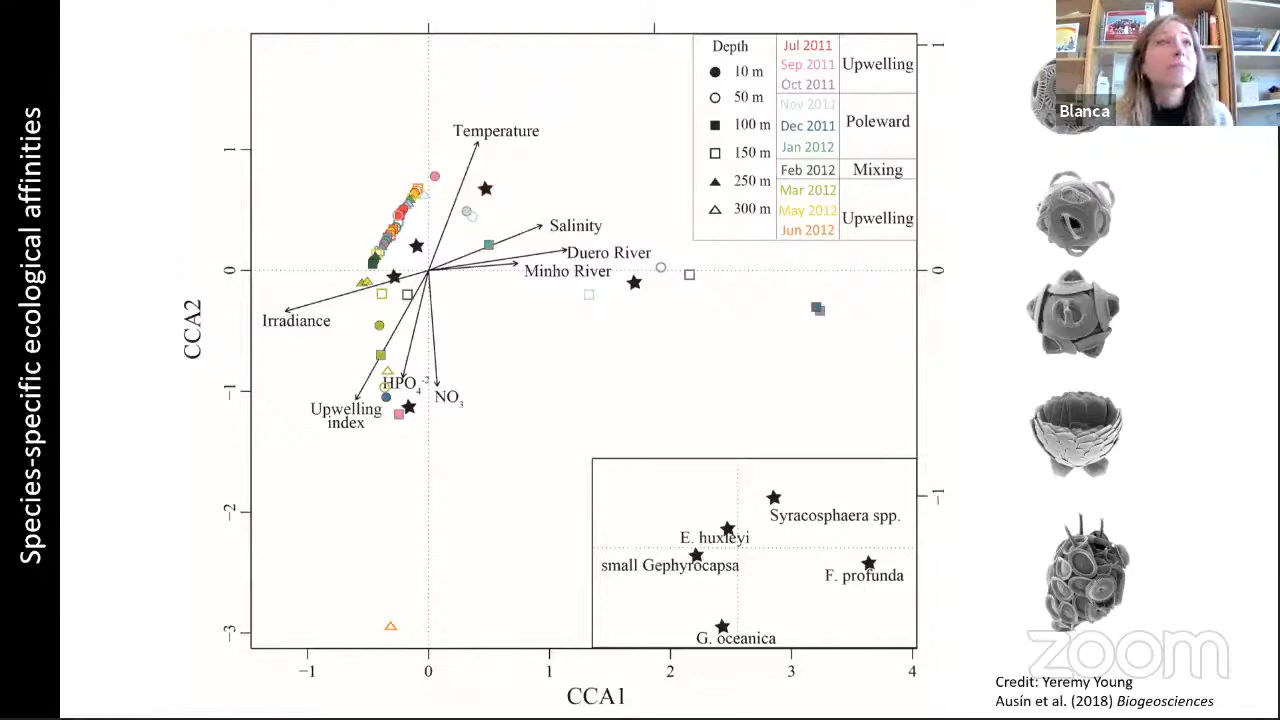 Species-specific ecological affinities
Depth
10 m
50 m
100 m
150 m
250 m
300 m
Jul 2011
Sep 2011
Oct 2011
Upwelling
Nov 2011
Dec 2011
Jan 2012
Poleward
Feb 2012
Mixing
Mar 2012
May 2012
Jun 2012
Upwelling
Blanca
Temperature
Salinity
Duero River
Minho River
Irradiance
HPO4-2
NO3
Upwelling
index
Syracosphaera spp.
E. huxleyi
small Gephyrocapsa
F. profunda
G. oceanica
CCA2
1
0
−1
−2
−3
1
0
−1
−1
0
1
2
3
4
CCA1
zoom
Credit: Yeremy Young
Ausín et al. (2018) Biogeosciences